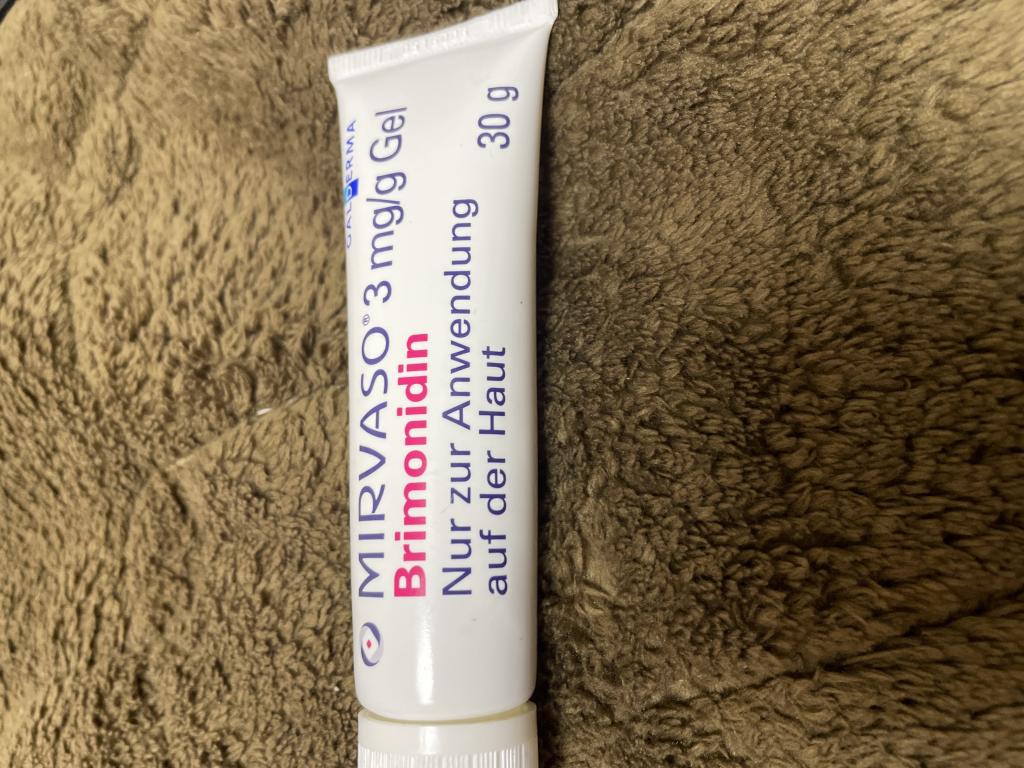 GALDERMA
MIRVASO® 3 mg/g Gel
Brimonidin
Nur zur Anwendung
auf der Haut
30 g